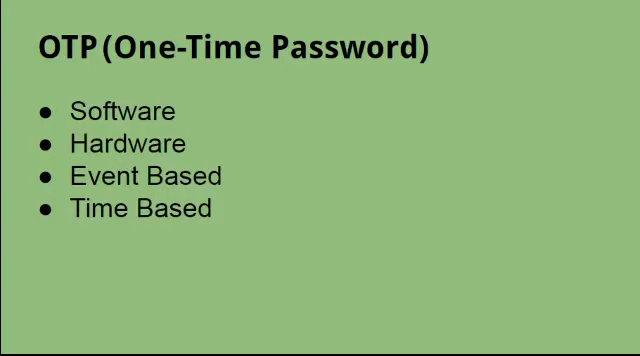 OTP (One-Time Password)
● Software
● Hardware
● Event Based
● Time Based